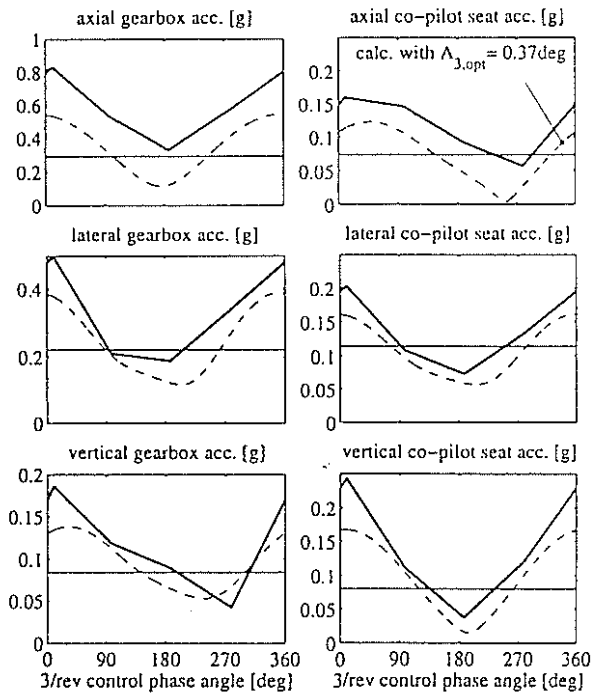 axial gearbox acc. [g]
axial co-pilot seat acc. [g]
1
0.8
0.6
0.4
0.2
0
calc. with Λ3,opt = 0.37deg
0.2
0.15
0.1
0.05
0
lateral gearbox acc. [g]
lateral co-pilot seat acc. [g]
0.4
0.2
0
0.2
0.15
0.1
0.05
0
vertical gearbox acc. [g]
vertical co-pilot seat acc. [g]
0.2
0.15
0.1
0.05
0
0.2
0.15
0.1
0.05
0
0 90 180 270 360
0 90 180 270 360
3/rev control phase angle [deg]
3/rev control phase angle [deg]